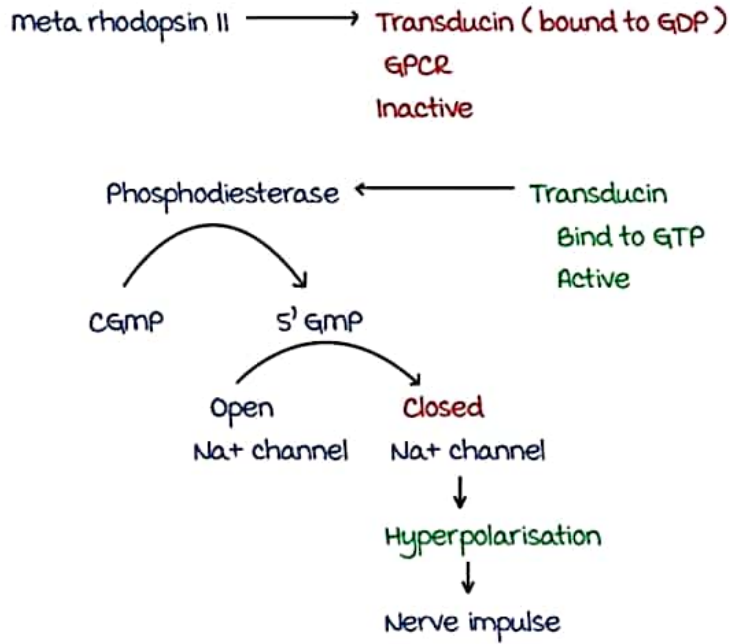 meta rhodopsin II
Transducin (bound to GDP)
GPCR
Inactive
Phosphodiesterase
Transducin
Bind to GTP
Active
CGMP
5' GMP
Open
Closed
Na+ channel
Na+ channel
Hyperpolarisation
Nerve impulse